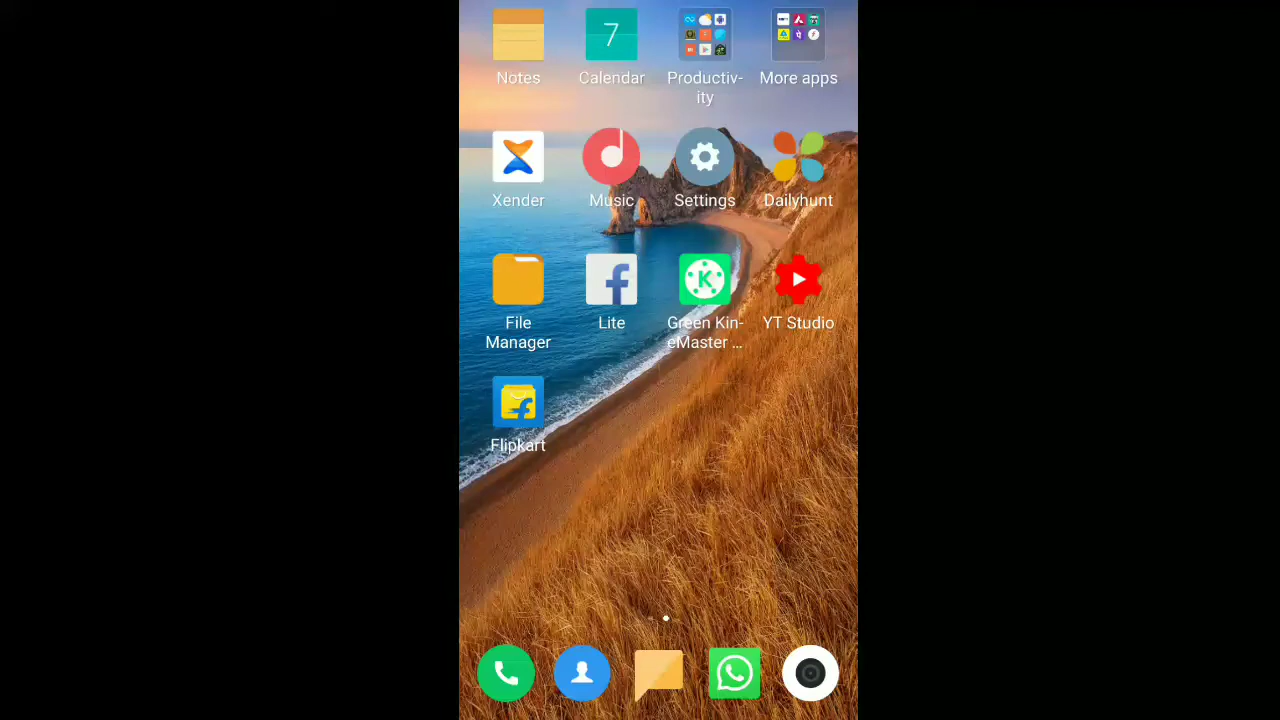 7
Notes
Calendar
Productiv-
ity
More apps
Xender
Music
Settings
Dailyhunt
K
File
Manager
Lite
Green Kin-
eMaster ...
YT Studio
Flipkart